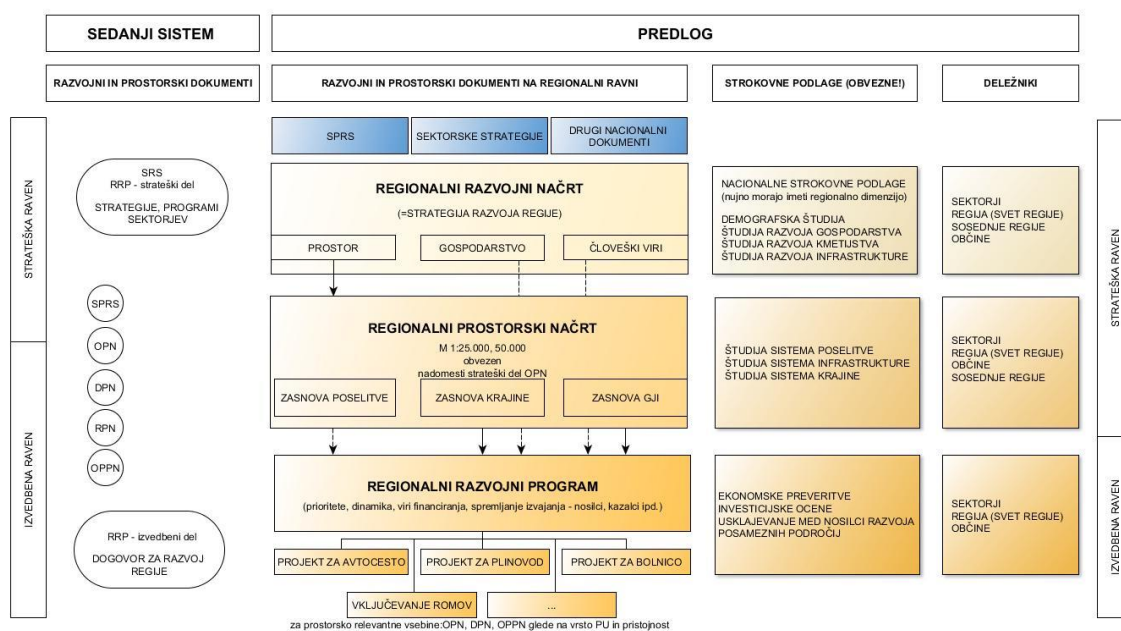 SEDANJI SISTEM
PREDLOG
RAZVOJNI IN PROSTORSKI DOKUMENTI
RAZVOJNI IN PROSTORSKI DOKUMENTI NA REGIONALNI RAVNI
STROKOVNE PODLAGE (OBVEZNE!)
DELEŽNIKI
STRATEŠKA RAVEN
IZVEDBENA RAVEN
SRS
RRP - strateški del
STRATEGIJE, PROGRAMI
SEKTORJEV
SPRS
OPN
DPN
RPN
OPPN
RRP - izvedbeni del
DOGOVOR ZA RAZVOJ
REGIJE
SPRS
SEKTORSKE STRATEGIJE
DRUGI NACIONALNI
DOKUMENTI
REGIONALNI RAZVOJNI NAČRT
(=STRATEGIJA RAZVOJA REGIJE)
PROSTOR
GOSPODARSTVO
ČLOVEŠKI VIRI
REGIONALNI PROSTORSKI NAČRT
M 1:25.000, 50.000
obvezen
nadomesti strateški del OPN
ZASNOVA POSELITVE
ZASNOVA KRAJINE
ZASNOVA GJI
REGIONALNI RAZVOJNI PROGRAM
(prioritete, dinamika, viri financiranja, spremljanje izvajanja - nosilci, kazalci ipd.)
PROJEKT ZA AVTOCESTO
PROJEKT ZA PLINOVOD
PROJEKT ZA BOLNICO
VKLJUČEVANJE ROMOV
...
za prostorsko relevantne vsebine:OPN, DPN, OPPN glede na vrsto PU in pristojnost
NACIONALNE STROKOVNE PODLAGE
(nujno morajo imeti regionalno dimenzijo)
DEMOGRAFSKA ŠTUDIJA
ŠTUDIJA RAZVOJA GOSPODARSTVA
ŠTUDIJA RAZVOJA KMETIJSTVA
ŠTUDIJA RAZVOJA INFRASTRUKTURE
ŠTUDIJA SISTEMA POSELITVE
ŠTUDIJA SISTEMA INFRASTRUKTURE
ŠTUDIJA SISTEMA KRAJINE
EKONOMSKE PREVERITVE
INVESTICIJSKE OCENE
USKLAJEVANJE MED NOSILCI RAZVOJA
POSAMEZNIH PODROČIJ
SEKTORJI
REGIJA (SVET REGIJE)
SOSEDNJE REGIJE
OBČINE
SEKTORJI
REGIJA (SVET REGIJE)
OBČINE
SOSEDNJE REGIJE
SEKTORJI
REGIJA (SVET REGIJE)
OBČINE
STRATEŠKA RAVEN
IZVEDBENA RAVEN